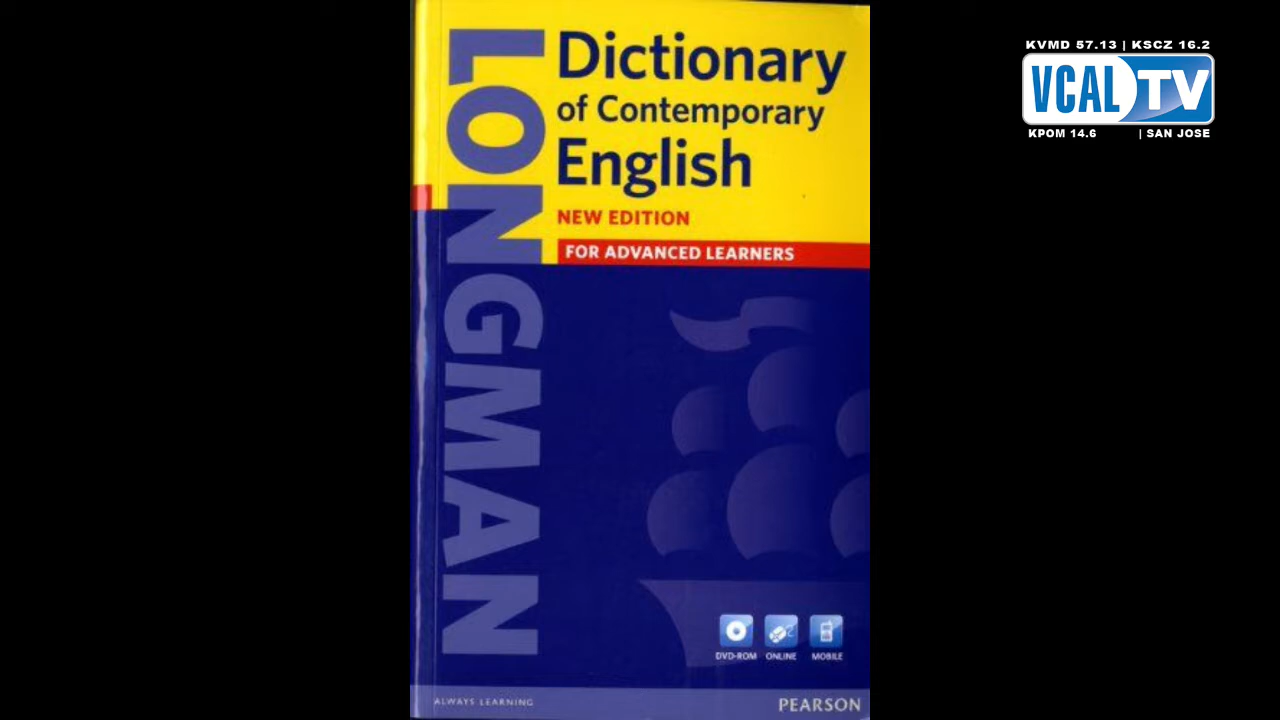 LONGMAN
Dictionary
of Contemporary
English
NEW EDITION
FOR ADVANCED LEARNERS
DVD-ROM ONLINE MOBILE
ALWAYS LEARNING
PEARSON
KVMD 57.13 | KSCZ 16.2
VCAL TV
KPOM 14.6 | SAN JOSE